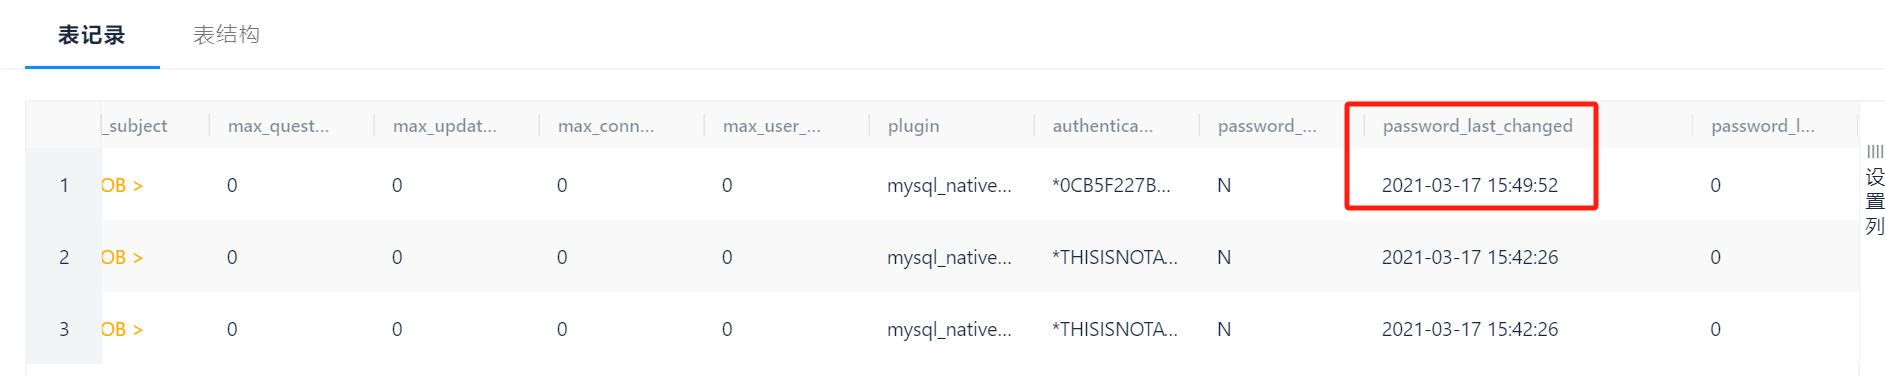 表记录 表结构
_subject max_quest... max_updat... max_conn... max_user_... plugin authentica... password_... password_last_changed password_l...
1 OB > 0 0 0 0 mysql_native... *0CB5F227B... N 2021-03-17 15:49:52 0
2 OB > 0 0 0 0 mysql_native... *THISISNOTA... N 2021-03-17 15:42:26 0
3 OB > 0 0 0 0 mysql_native... *THISISNOTA... N 2021-03-17 15:42:26 0
设置列